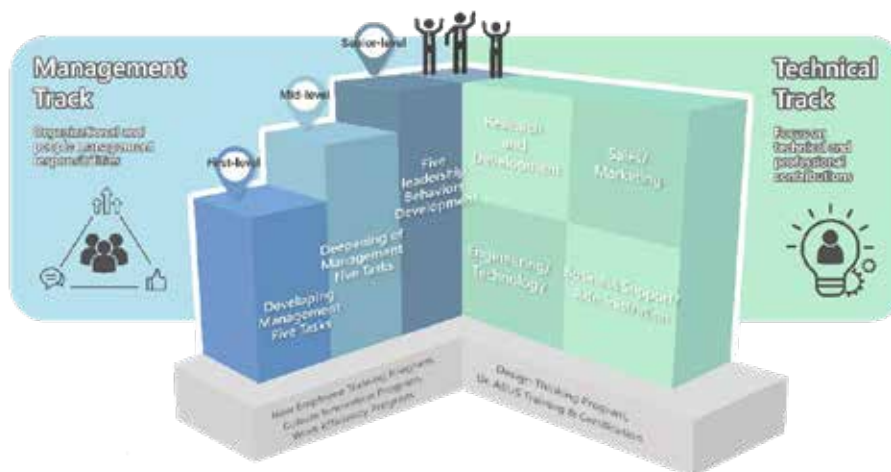 Senior-level
Mid-level
First-level
Management
Track
Organizational and
people management
responsibilities
Technical
Track
Focus on
technical and
professional
contributions
Five
leadership
Behaviors
Development
Deepening of
Management
Five Tasks
Developing
Management
Five Tasks
Research
and
Development
Sales/
Marketing
Engineering/
Technology
Business Support/
New Employee Training Program,
Culture Innovation Program,
Work Efficiency Program
Design Thinking Program,
Dr. ASUS Training & Certification